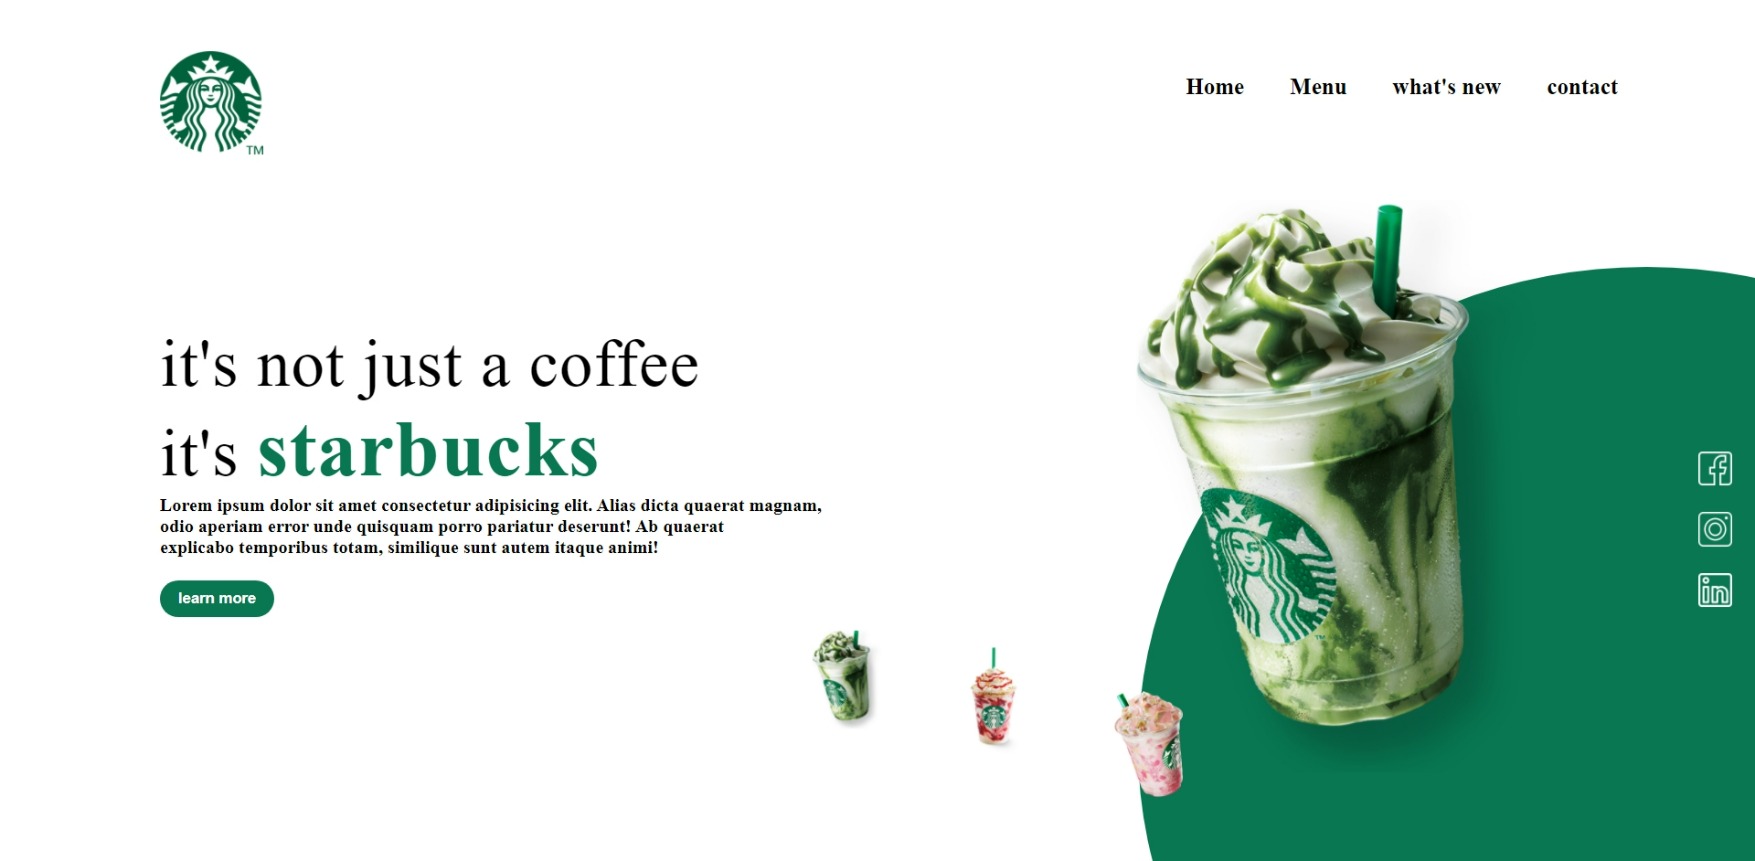 TM
Home Menu what's new contact
it's not just a coffee
it's starbucks
Lorem ipsum dolor sit amet consectetur adipisicing elit. Alias dicta quaerat magnam,
odio aperiam error unde quisquam porro pariatur deserunt! Ab quaerat
explicabo temporibus totam, similique sunt autem itaque animi!
learn more
TM
f
in